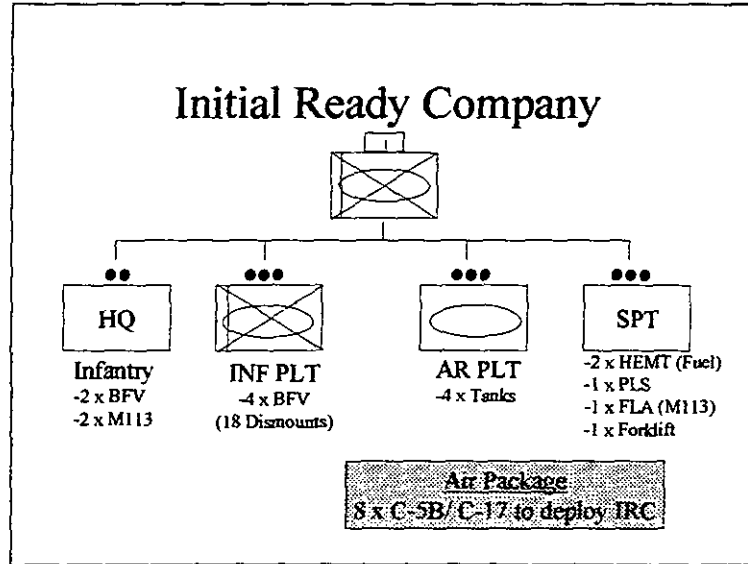 Initial Ready Company
HQ
SPT
Infantry
-2 x BFV
-2 x M113
INF PLT
-4 x BFV
(18 Dismounts)
AR PLT
-4 x Tanks
-2 x HEMT (Fuel)
-1 x PLS
-1 x FLA (M113)
-1 x Forklift
Air Package
8 x C-5B/ C-17 to deploy IRC